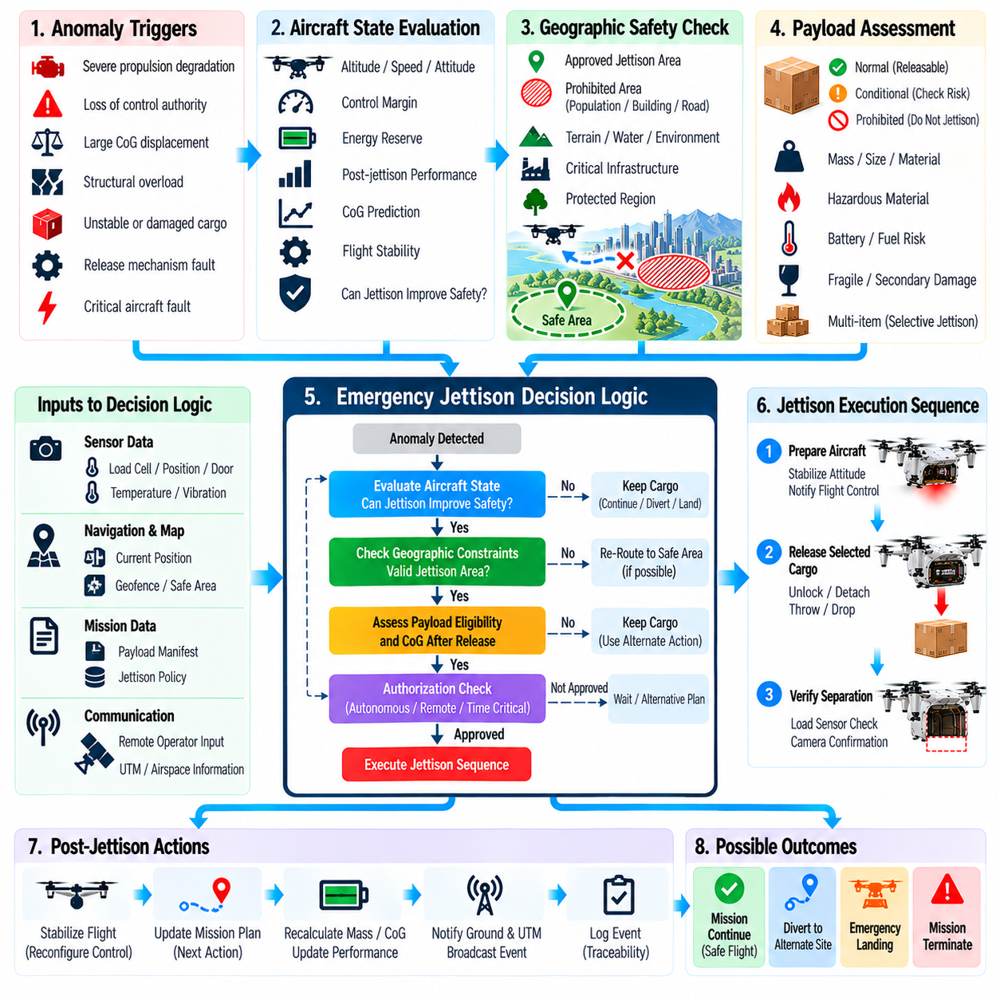 1. Anomaly Triggers
Severe propulsion degradation
Loss of control authority
Large CoG displacement
Structural overload
Unstable or damaged cargo
Release mechanism fault
Critical aircraft fault
2. Aircraft State Evaluation
Altitude / Speed / Attitude
Control Margin
Energy Reserve
Post-jettison Performance
CoG Prediction
Flight Stability
Can Jettison Improve Safety?
3. Geographic Safety Check
Approved Jettison Area
Prohibited Area
(Population / Building / Road)
Terrain / Water / Environment
Critical Infrastructure
Protected Region
Safe Area
4. Payload Assessment
Normal (Releasable)
Conditional (Check Risk)
Prohibited (Do Not Jettison)
Mass / Size / Material
Hazardous Material
Battery / Fuel Risk
Fragile / Secondary Damage
Multi-item (Selective Jettison)
Inputs to Decision Logic
Sensor Data
Load Cell / Position / Door
Temperature / Vibration
Navigation & Map
Current Position
Geofence / Safe Area
Mission Data
Payload Manifest
Jettison Policy
Communication
Remote Operator Input
UTM / Airspace Information
5. Emergency Jettison Decision Logic
Anomaly Detected
Evaluate Aircraft State
Can Jettison Improve Safety?
No
Keep Cargo
(Continue / Divert / Land)
Yes
Check Geographic Constraints
Valid Jettison Area?
No
Re-Route to Safe Area
(if possible)
Yes
Assess Payload Eligibility
and CoG After Release
No
Keep Cargo
(Use Alternate Action)
Yes
Authorization Check
(Autonomous / Remote / Time Critical)
Not Approved
Wait / Alternative Plan
Approved
Execute Jettison Sequence
6. Jettison Execution Sequence
1 Prepare Aircraft
Stabilize Attitude
Notify Flight Control
2 Release Selected
Cargo
Unlock / Detach
Throw / Drop
3 Verify Separation
Load Sensor Check
Camera Confirmation
7. Post-Jettison Actions
Stabilize Flight
(Reconfigure Control)
Update Mission Plan
(Next Action)
Recalculate Mass / CoG
Update Performance
Notify Ground & UTM
Broadcast Event
Log Event
(Traceability)
8. Possible Outcomes
Mission
Continue
(Safe Flight)
Divert to
Alternate Site
Emergency
Landing
Mission
Terminate